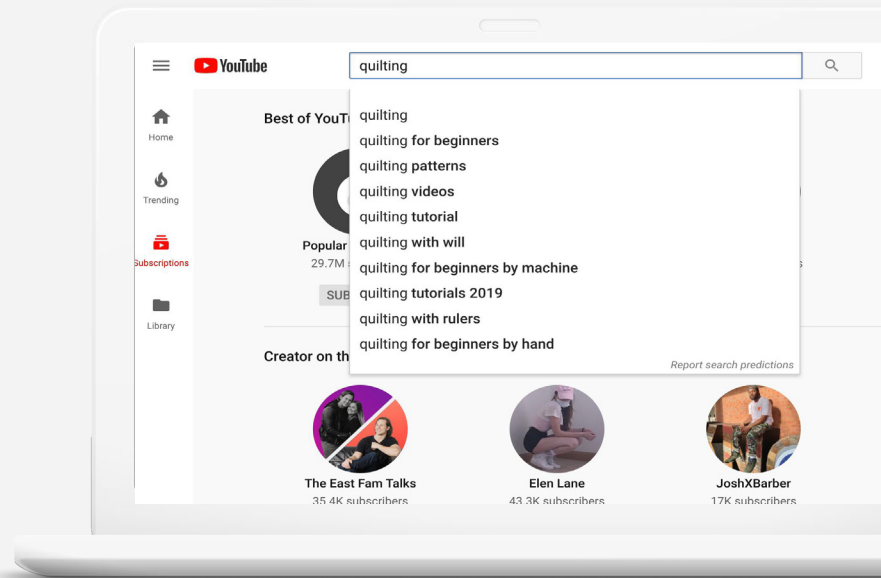 YouTube
quilting
Home
Trending
Subscriptions
Library
Best of YouT
quilting
quilting for beginners
quilting patterns
quilting videos
quilting tutorial
quilting with will
quilting for beginners by machine
quilting tutorials 2019
quilting with rulers
quilting for beginners by hand
Report search predictions
Popular
29.7M
SUB
Creator on th
The East Fam Talks
Elen Lane
JoshXBarber
35.4K subscribers
43.3K subscribers
17K subscribers